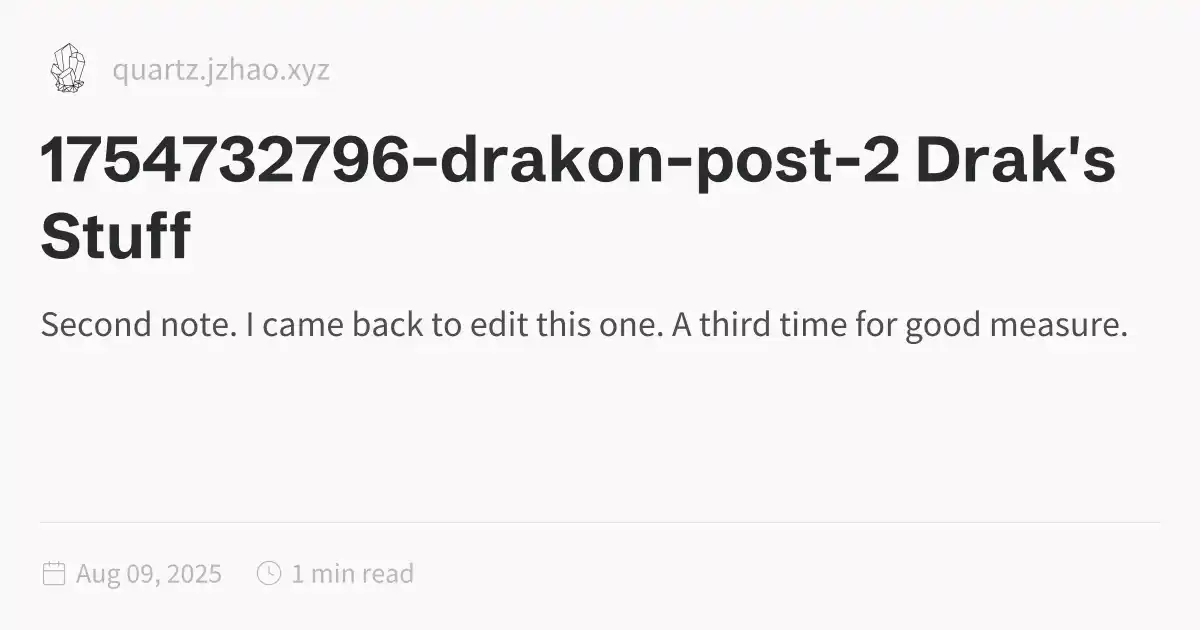 quartz.jzhao.xyz
1754732796-drakon-post-2 Drak's
Stuff
Second note. I came back to edit this one. A third time for good measure.
Aug 09, 2025 1 min read